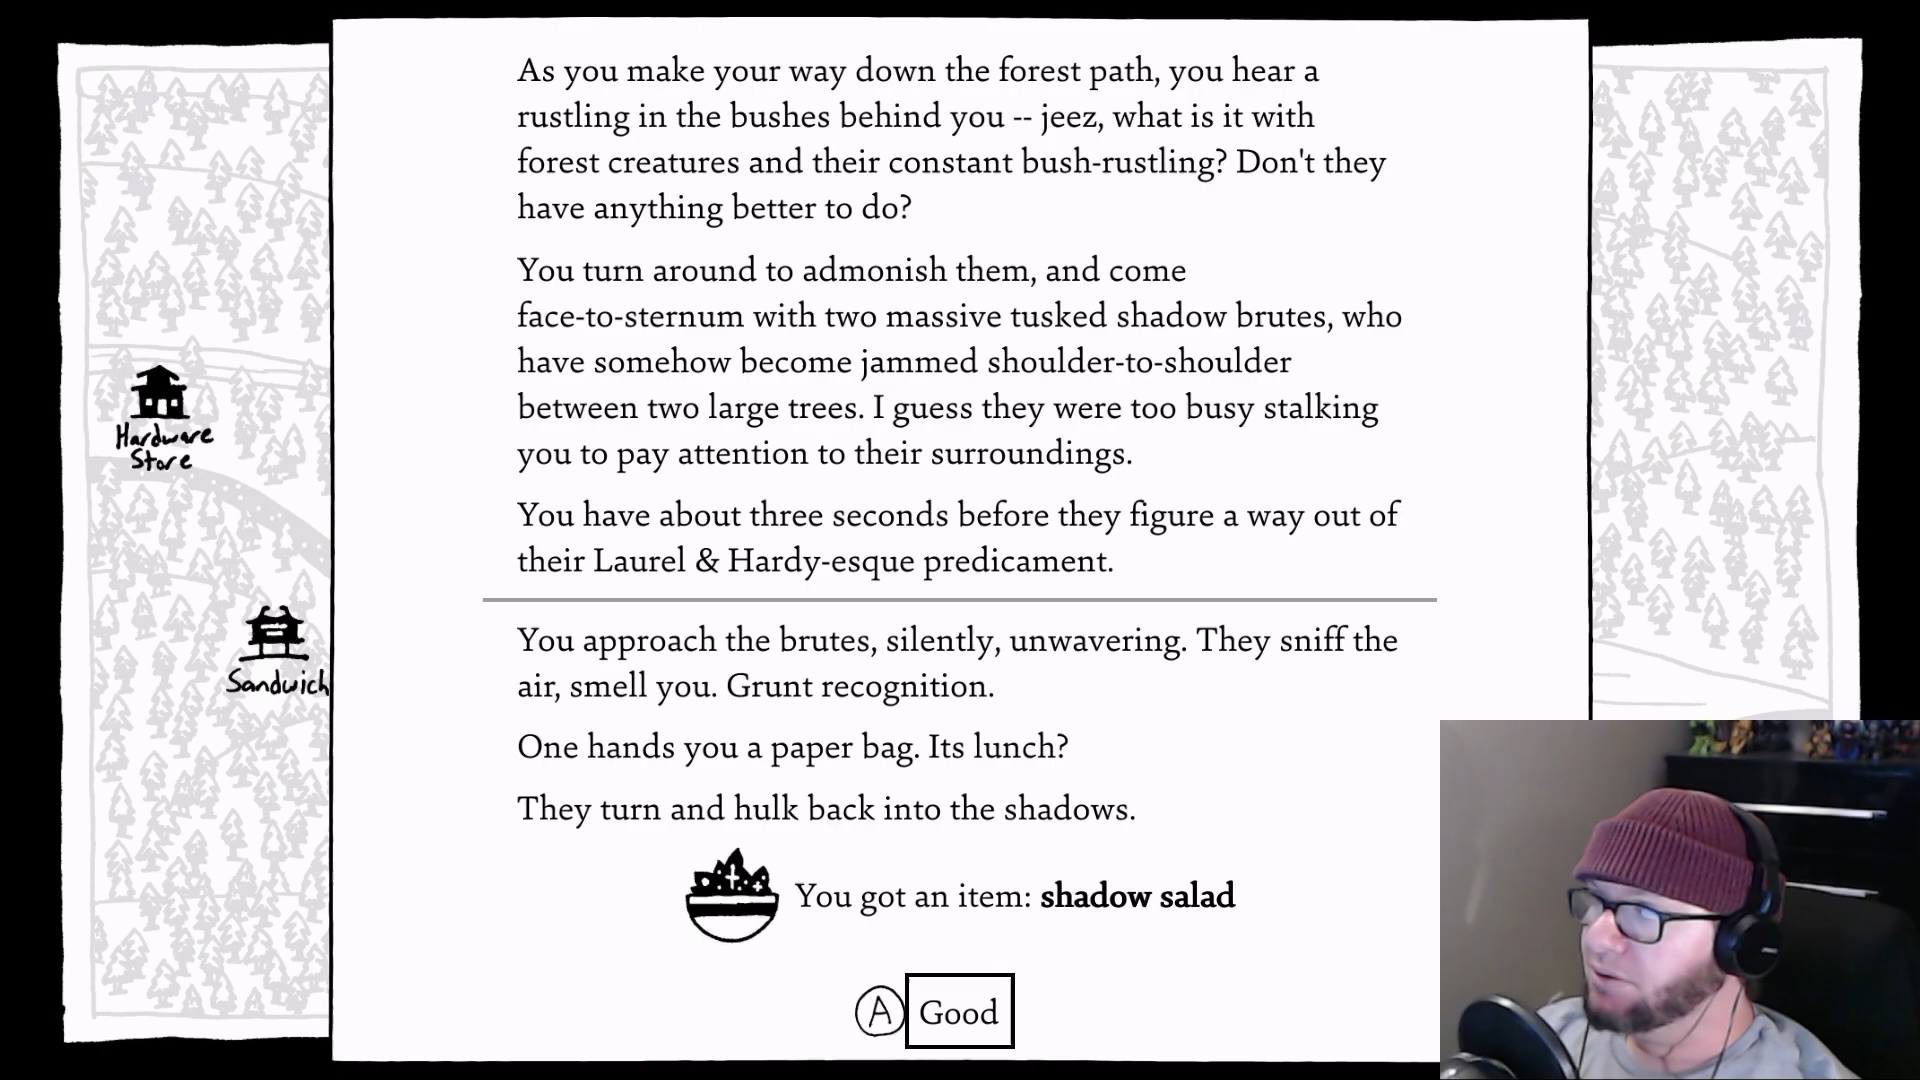 As you make your way down the forest path, you hear a
rustling in the bushes behind you -- jeez, what is it with
forest creatures and their constant bush-rustling? Don't they
have anything better to do?
You turn around to admonish them, and come
face-to-sternum with two massive tusked shadow brutes, who
have somehow become jammed shoulder-to-shoulder
between two large trees. I guess they were too busy stalking
you to pay attention to their surroundings.
You have about three seconds before they figure a way out of
their Laurel & Hardy-esque predicament.
You approach the brutes, silently, unwavering. They sniff the
air, smell you. Grunt recognition.
One hands you a paper bag. Its lunch?
They turn and hulk back into the shadows.
You got an item: shadow salad
A Good
Hardware
Store
Sandwich